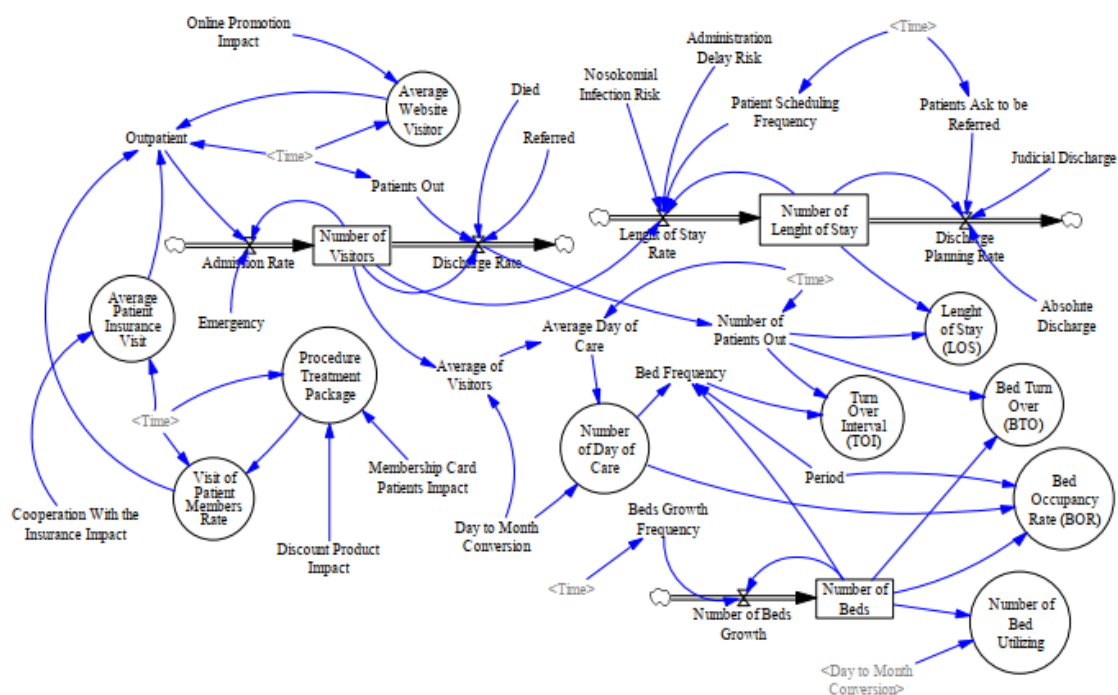 Online Promotion
Impact
Average
Website
Visitor
Outpatient
<Time>
Patients Out
Died
Referred
Nosokomial
Infection Risk
Administration
Delay Risk
<Time>
Patient Scheduling
Frequency
Patients Ask to be
Referred
Judicial Discharge
Admission Rate
Number of
Visitors
Discharge Rate
Lenght of Stay
Rate
Number of
Lenght of Stay
Discharge
Planning Rate
Average
Patient
Insurance
Visit
Emergency
<Time>
Average Day of
Care
Number of
Patients Out
Lenght
of Stay
(LOS)
Absolute
Discharge
Procedure
Treatment
Package
Average of
Visitors
Bed Frequency
Turn
Over
Interval
(TOI)
Bed Turn
Over
(BTO)
<Time>
Number
of Day of
Care
Membership Card
Patients Impact
Period
Bed
Occupancy
Rate (BOR)
Visit of
Patient
Members
Rate
Cooperation With the
Insurance Impact
Day to Month
Conversion
Beds Growth
Frequency
Discount Product
Impact
<Time>
Number of Beds
Growth
Number of
Beds
Number of
Bed
Utilizing
<Day to Month
Conversion>